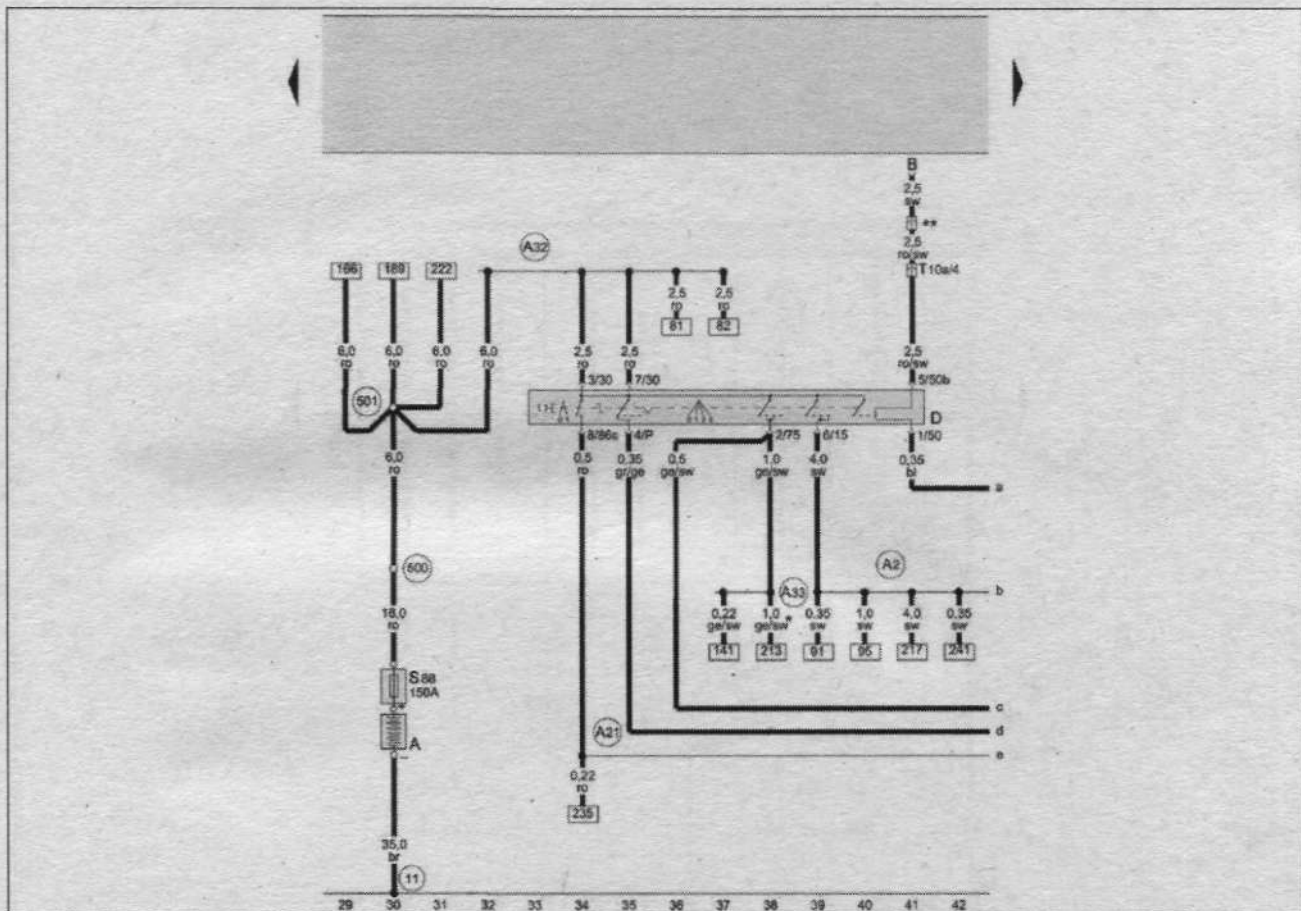 B
2,5
sw
**
2,5
ro/sw
T10a/4
A32
166 189 222
2,5 2,5
ro ro
81 82
6,0 6,0 6,0 6,0 2,5 2,5 2,5
ro ro ro ro ro ro ro/sw
3/30 7/30 5/50b
501
D
8/86s 4/P 2/75 6/15 1/50
6,0 0,5 0,35 0,5 1,0 4,0 0,35
ro ro gr/ge ge/sw ge/sw sw bl
a
500
A2
A33
b
16,0
ro
0,22 1,0 0,35 1,0 4,0 0,35
ge/sw ge/sw* sw sw sw sw
141 213 91 95 217 241
S88
150A
+
c
A21
d
A
–
e
0,22
ro
235
35,0
br
11
29 30 31 32 33 34 35 36 37 38 39 40 41 42